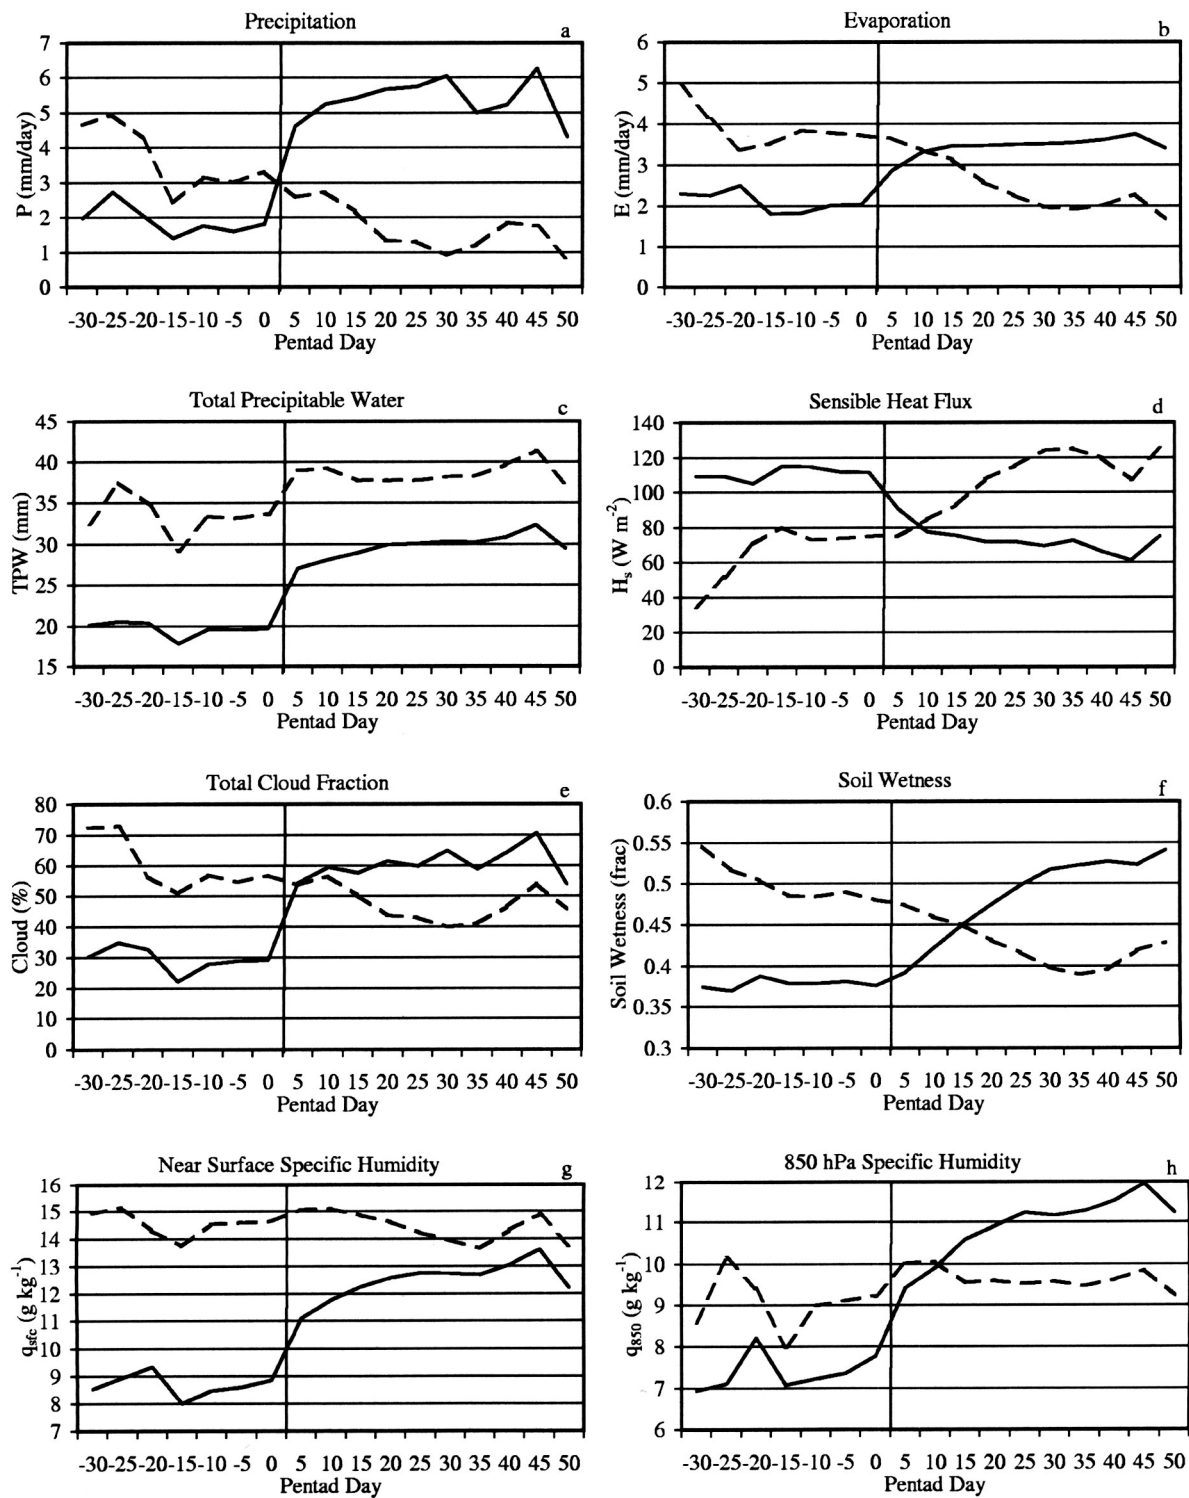 Precipitation
a
7
6
5
4
3
2
1
0
P (mm/day)
-30-25-20-15-10 -5 0 5 10 15 20 25 30 35 40 45 50
Pentad Day
Evaporation
b
6
5
4
3
2
1
0
E (mm/day)
-30-25-20-15-10 -5 0 5 10 15 20 25 30 35 40 45 50
Pentad Day
Total Precipitable Water
c
45
40
35
30
25
20
15
TPW (mm)
-30-25-20-15-10 -5 0 5 10 15 20 25 30 35 40 45 50
Pentad Day
Sensible Heat Flux
d
140
120
100
80
60
40
20
0
Hs (W m-2)
-30-25-20-15-10 -5 0 5 10 15 20 25 30 35 40 45 50
Pentad Day
Total Cloud Fraction
e
80
70
60
50
40
30
20
10
0
Cloud (%)
-30-25-20-15-10 -5 0 5 10 15 20 25 30 35 40 45 50
Pentad Day
Soil Wetness
f
0.6
0.55
0.5
0.45
0.4
0.35
0.3
Soil Wetness (frac)
-30-25-20-15-10 -5 0 5 10 15 20 25 30 35 40 45 50
Pentad Day
Near Surface Specific Humidity
g
16
15
14
13
12
11
10
9
8
7
qsfc (g kg-1)
-30-25-20-15-10 -5 0 5 10 15 20 25 30 35 40 45 50
Pentad Day
850 hPa Specific Humidity
h
12
11
10
9
8
7
6
q850 (g kg-1)
-30-25-20-15-10 -5 0 5 10 15 20 25 30 35 40 45 50
Pentad Day